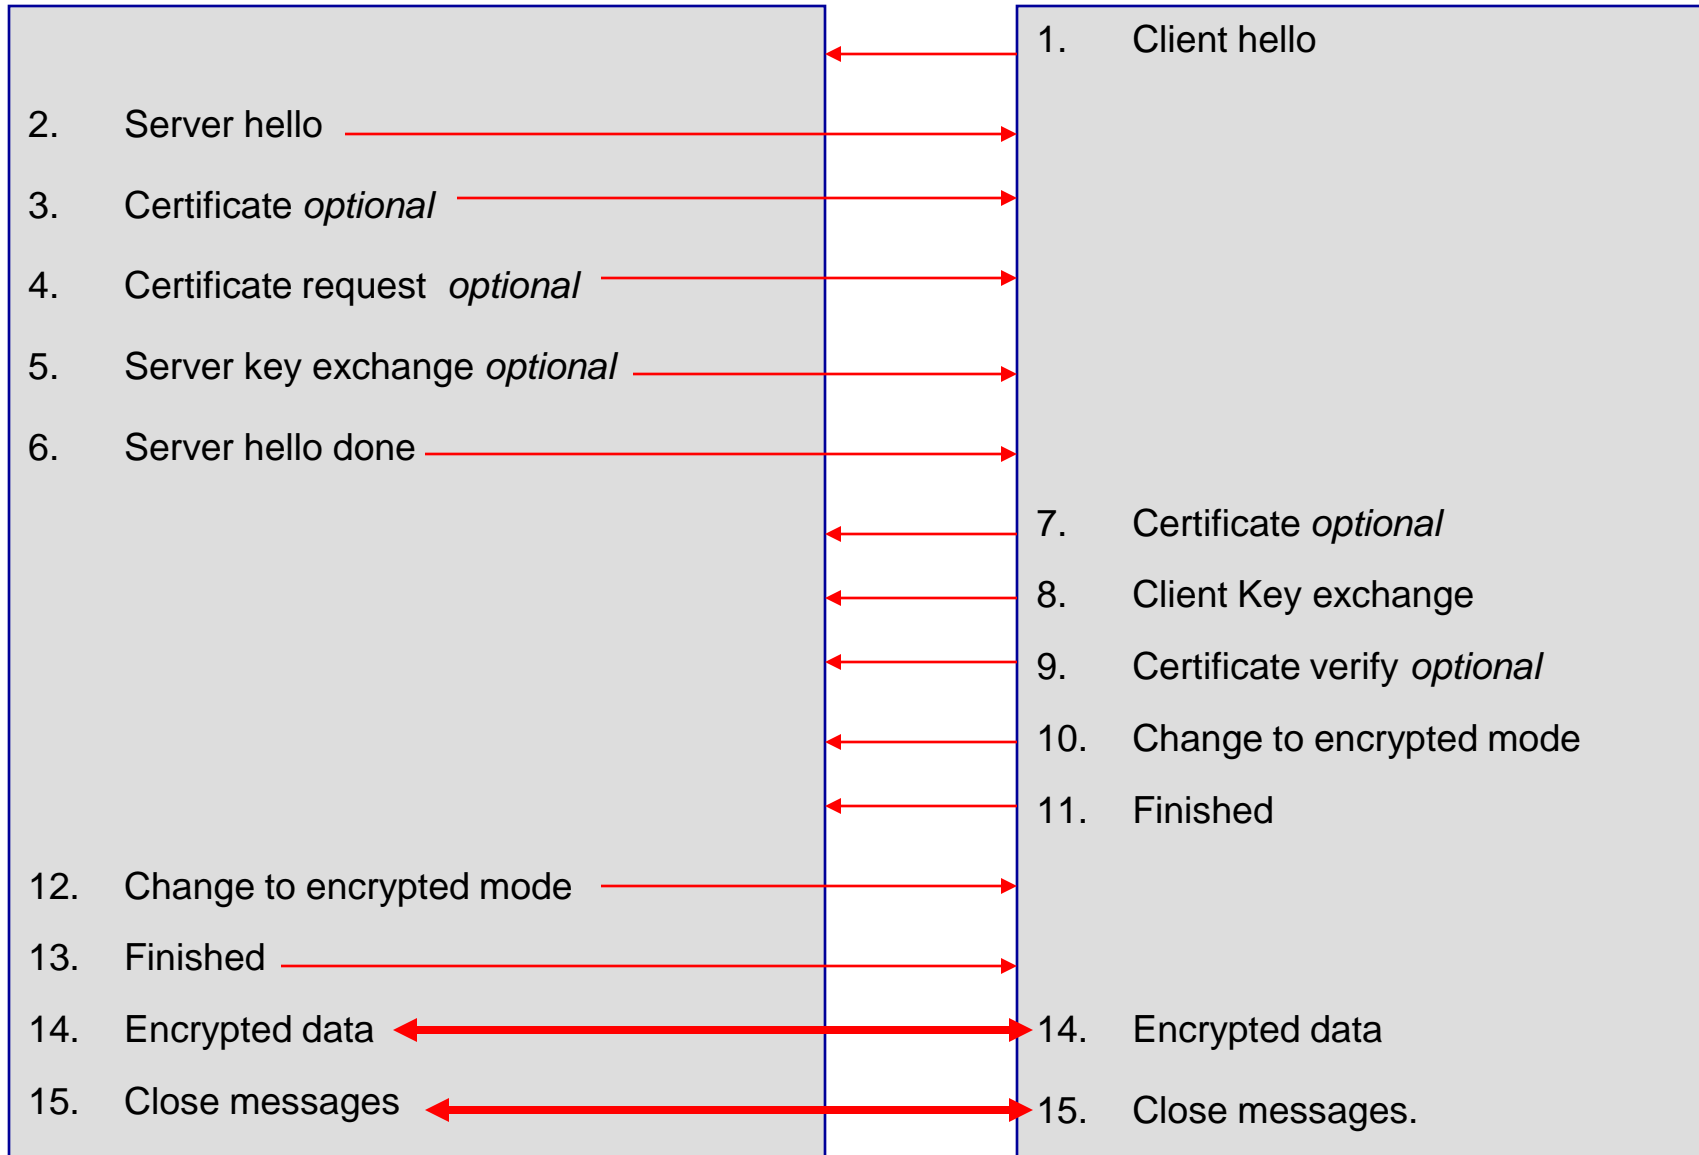 1. Client hello
2. Server hello
3. Certificate optional
4. Certificate request optional
5. Server key exchange optional
6. Server hello done
7. Certificate optional
8. Client Key exchange
9. Certificate verify optional
10. Change to encrypted mode
11. Finished
12. Change to encrypted mode
13. Finished
14. Encrypted data
14. Encrypted data
15. Close messages
15. Close messages.